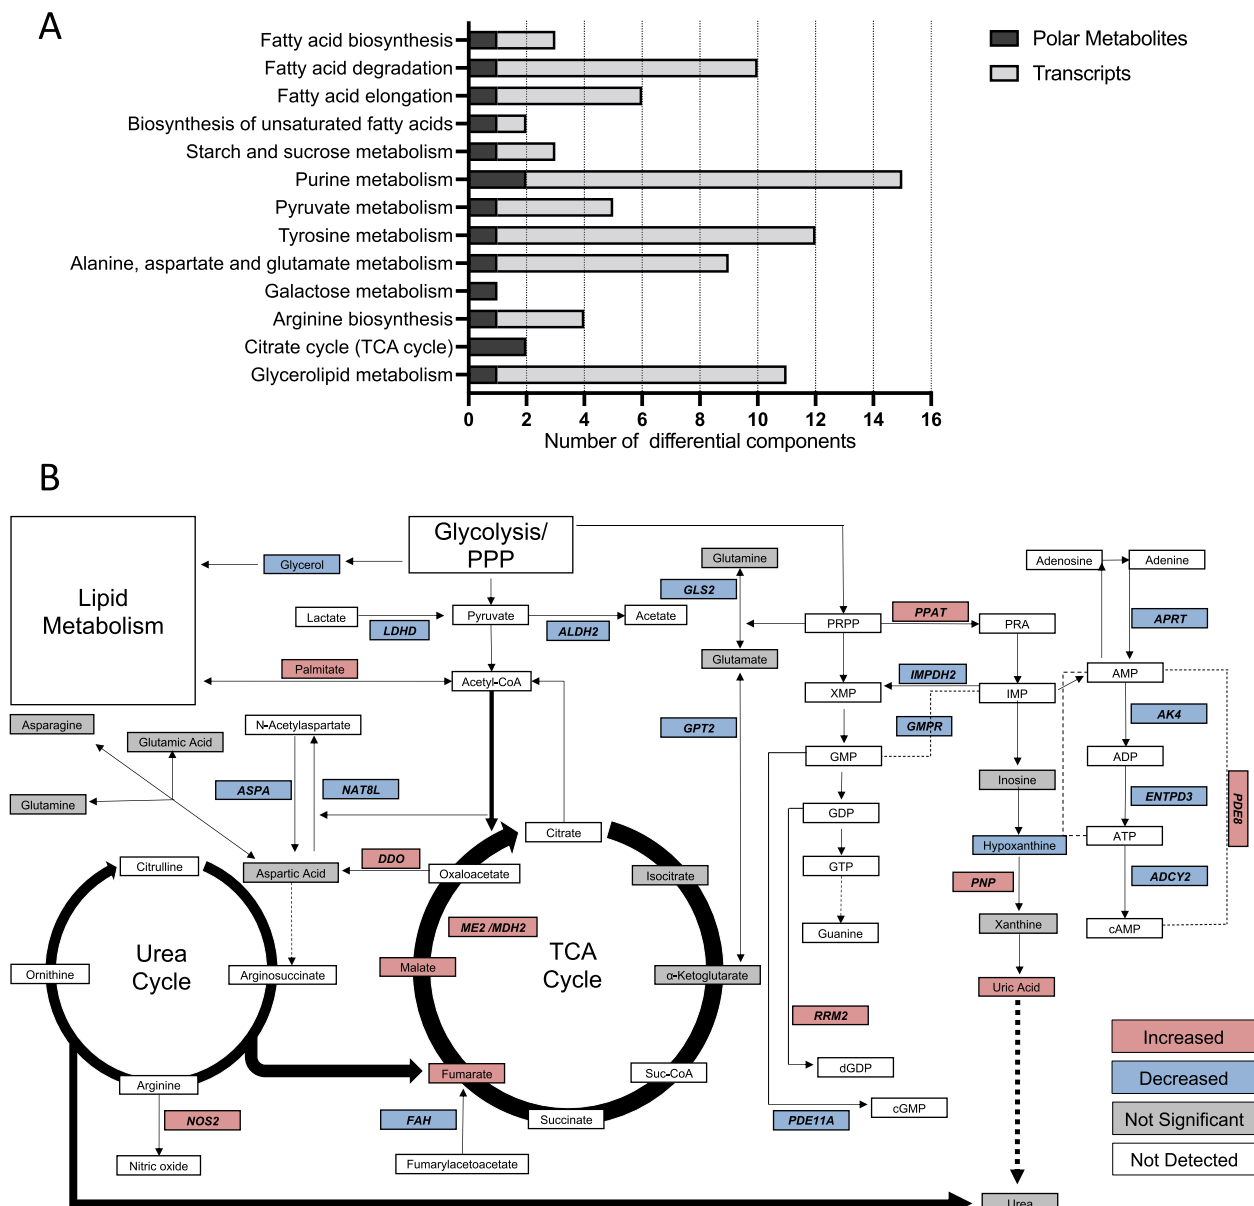 A
Fatty acid biosynthesis
Fatty acid degradation
Fatty acid elongation
Biosynthesis of unsaturated fatty acids
Starch and sucrose metabolism
Purine metabolism
Pyruvate metabolism
Tyrosine metabolism
Alanine, aspartate and glutamate metabolism
Galactose metabolism
Arginine biosynthesis
Citrate cycle (TCA cycle)
Glycerolipid metabolism
0 2 4 6 8 10 12 14 16
Number of differential components
Polar Metabolites
Transcripts
B
Lipid
Metabolism
Glycerol
Glycolysis/
PPP
Lactate
LDHD
Pyruvate
ALDH2
Acetate
Palmitate
Acetyl-CoA
Glutamine
GLS2
Glutamate
GPT2
PRPP
PPAT
PRA
Adenosine
Adenine
APRT
XMP
IMPDH2
IMP
AMP
GMPR
GMP
AK4
ADP
GDP
Inosine
ENTPD3
PDE8
Hypoxanthine
ATP
GTP
PNP
ADCY2
Guanine
Xanthine
cAMP
Uric Acid
RRM2
dGDP
PDE11A
cGMP
Asparagine
Glutamic Acid
N-Acetylaspartate
Glutamine
ASPA
NAT8L
Citrate
DDO
Aspartic Acid
Oxaloacetate
Isocitrate
Citrulline
ME2 /MDH2
Urea
Cycle
TCA
Cycle
Ornithine
Arginosuccinate
Malate
α-Ketoglutarate
Arginine
Fumarate
Suc-CoA
NOS2
FAH
Succinate
Nitric oxide
Fumarylacetoacetate
Increased
Decreased
Not Significant
Not Detected
Urea